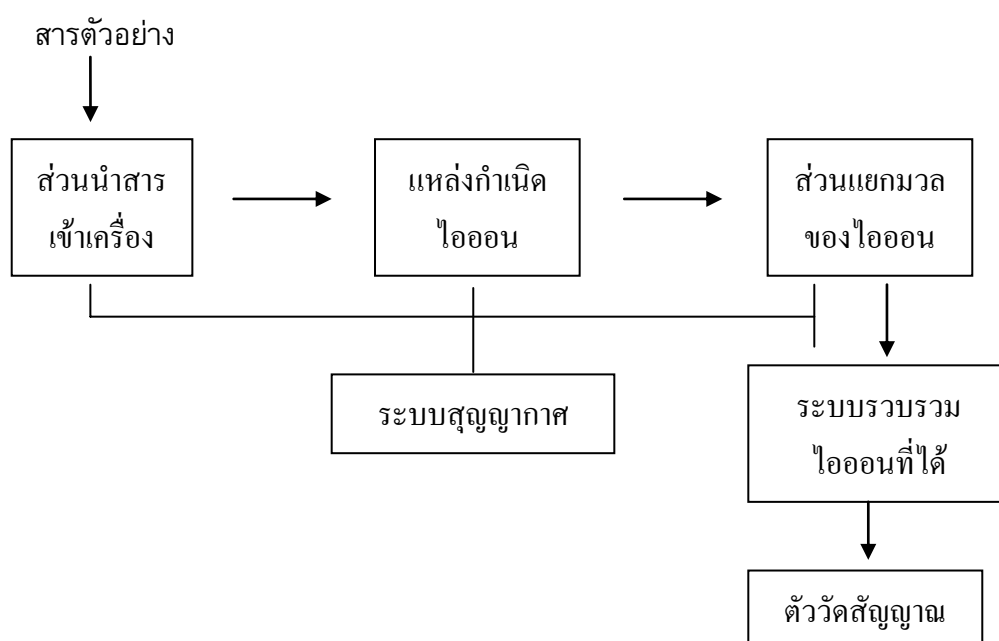 สารตัวอย่าง
ส่วนนำสาร
เข้าเครื่อง
แหล่งกำเนิด
ไอออน
ส่วนแยกมวล
ของไอออน
ระบบสุญญากาศ
ระบบรวบรวม
ไอออนที่ได้
ตัววัดสัญญาณ